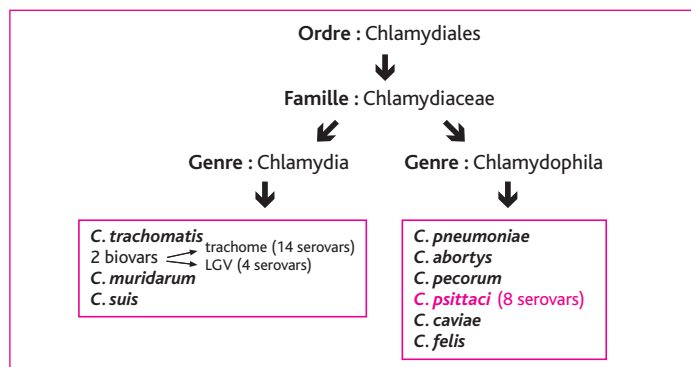 Ordre : Chlamydiales
Famille : Chlamydiaceae
Genre : Chlamydia
Genre : Chlamydophila
C. trachomatis
2 biovars
trachome (14 serovars)
LGV (4 serovars)
C. muridarum
C. suis
C. pneumoniae
C. abortys
C. pecorum
C. psittaci (8 serovars)
C. caviae
C. felis